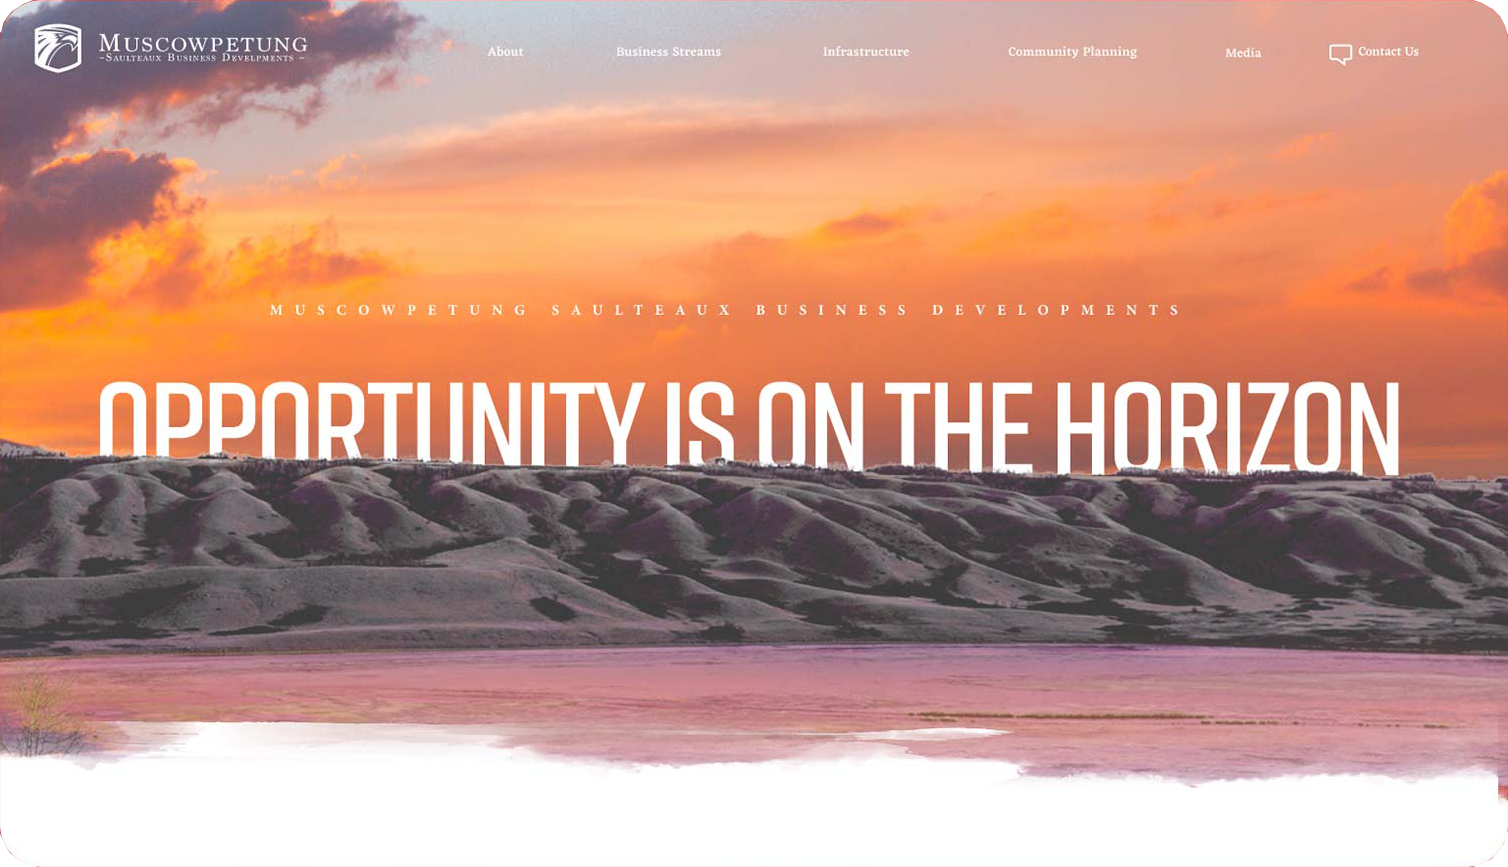 MUSCOWPETUNG
–SAULTEAUX BUSINESS DEVELPMENTS –
About
Business Streams
Infrastructure
Community Planning
Media
Contact Us
MUSCOWPETUNG SAULTEAUX BUSINESS DEVELOPMENTS
OPPORTUNITY IS ON THE HORIZON